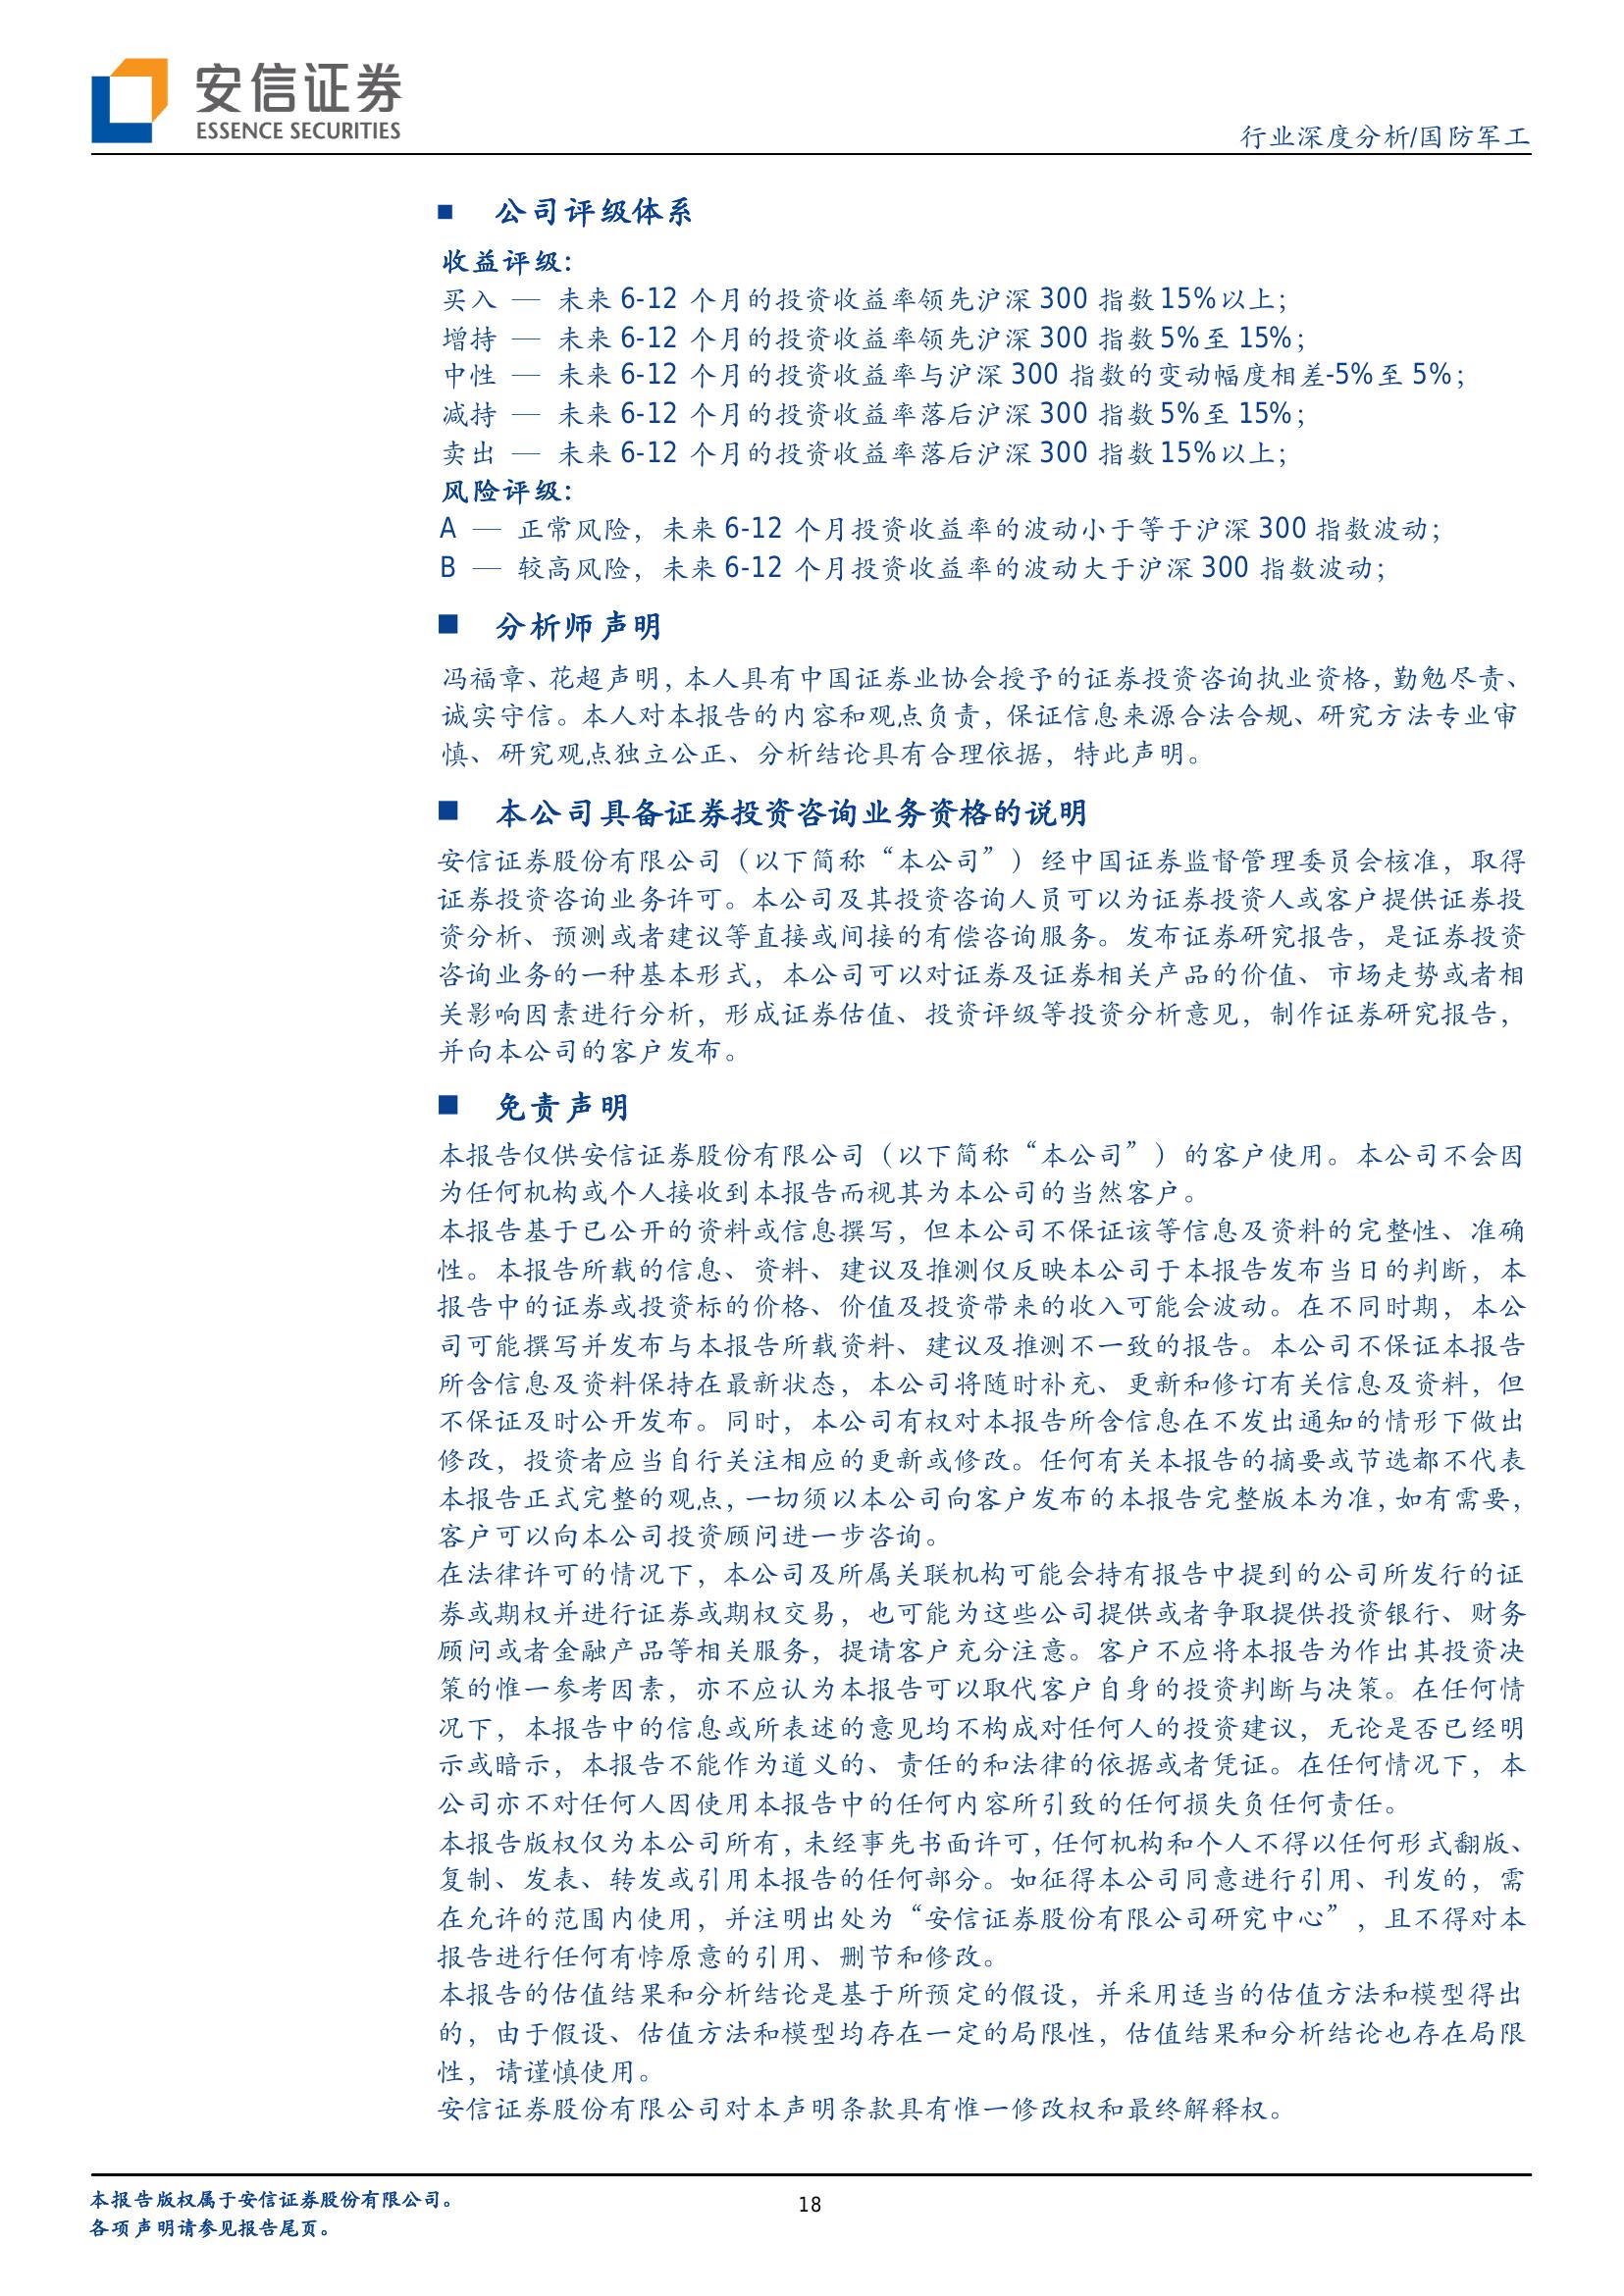 安信证券
ESSENCE SECURITIES
行业深度分析/国防军工
■ 公司评级体系
收益评级：
买入 — 未来 6-12 个月的投资收益率领先沪深 300 指数 15%以上；
增持 — 未来 6-12 个月的投资收益率领先沪深 300 指数 5%至 15%；
中性 — 未来 6-12 个月的投资收益率与沪深 300 指数的变动幅度相差-5%至 5%；
减持 — 未来 6-12 个月的投资收益率落后沪深 300 指数 5%至 15%；
卖出 — 未来 6-12 个月的投资收益率落后沪深 300 指数 15%以上；
风险评级：
A — 正常风险，未来 6-12 个月投资收益率的波动小于等于沪深 300 指数波动；
B — 较高风险，未来 6-12 个月投资收益率的波动大于沪深 300 指数波动；
■ 分析师声明
冯福章、花超声明，本人具有中国证券业协会授予的证券投资咨询执业资格，勤勉尽责、
诚实守信。本人对本报告的内容和观点负责，保证信息来源合法合规、研究方法专业审
慎、研究观点独立公正、分析结论具有合理依据，特此声明。
■ 本公司具备证券投资咨询业务资格的说明
安信证券股份有限公司（以下简称“本公司”）经中国证券监督管理委员会核准，取得
证券投资咨询业务许可。本公司及其投资咨询人员可以为证券投资人或客户提供证券投
资分析、预测或者建议等直接或间接的有偿咨询服务。发布证券研究报告，是证券投资
咨询业务的一种基本形式，本公司可以对证券及证券相关产品的价值、市场走势或者相
关影响因素进行分析，形成证券估值、投资评级等投资分析意见，制作证券研究报告，
并向本公司的客户发布。
■ 免责声明
本报告仅供安信证券股份有限公司（以下简称“本公司”）的客户使用。本公司不会因
为任何机构或个人接收到本报告而视其为本公司的当然客户。
本报告基于已公开的资料或信息撰写，但本公司不保证该等信息及资料的完整性、准确
性。本报告所载的信息、资料、建议及推测仅反映本公司于本报告发布当日的判断，本
报告中的证券或投资标的价格、价值及投资带来的收入可能会波动。在不同时期，本公
司可能撰写并发布与本报告所载资料、建议及推测不一致的报告。本公司不保证本报告
所含信息及资料保持在最新状态，本公司将随时补充、更新和修订有关信息及资料，但
不保证及时公开发布。同时，本公司有权对本报告所含信息在不发出通知的情形下做出
修改，投资者应当自行关注相应的更新或修改。任何有关本报告的摘要或节选都不代表
本报告正式完整的观点，一切须以本公司向客户发布的本报告完整版本为准，如有需要，
客户可以向本公司投资顾问进一步咨询。
在法律许可的情况下，本公司及所属关联机构可能会持有报告中提到的公司所发行的证
券或期权并进行证券或期权交易，也可能为这些公司提供或者争取提供投资银行、财务
顾问或者金融产品等相关服务，提请客户充分注意。客户不应将本报告为作出其投资决
策的惟一参考因素，亦不应认为本报告可以取代客户自身的投资判断与决策。在任何情
况下，本报告中的信息或所表述的意见均不构成对任何人的投资建议，无论是否已经明
示或暗示，本报告不能作为道义的、责任的和法律的依据或者凭证。在任何情况下，本
公司亦不对任何人因使用本报告中的任何内容所引致的任何损失负任何责任。
本报告版权仅为本公司所有，未经事先书面许可，任何机构和个人不得以任何形式翻版、
复制、发表、转发或引用本报告的任何部分。如征得本公司同意进行引用、刊发的，需
在允许的范围内使用，并注明出处为“安信证券股份有限公司研究中心”，且不得对本
报告进行任何有悖原意的引用、删节和修改。
本报告的估值结果和分析结论是基于所预定的假设，并采用适当的估值方法和模型得出
的，由于假设、估值方法和模型均存在一定的局限性，估值结果和分析结论也存在局限
性，请谨慎使用。
安信证券股份有限公司对本声明条款具有惟一修改权和最终解释权。
本报告版权属于安信证券股份有限公司。
18
各项声明请参见报告尾页。